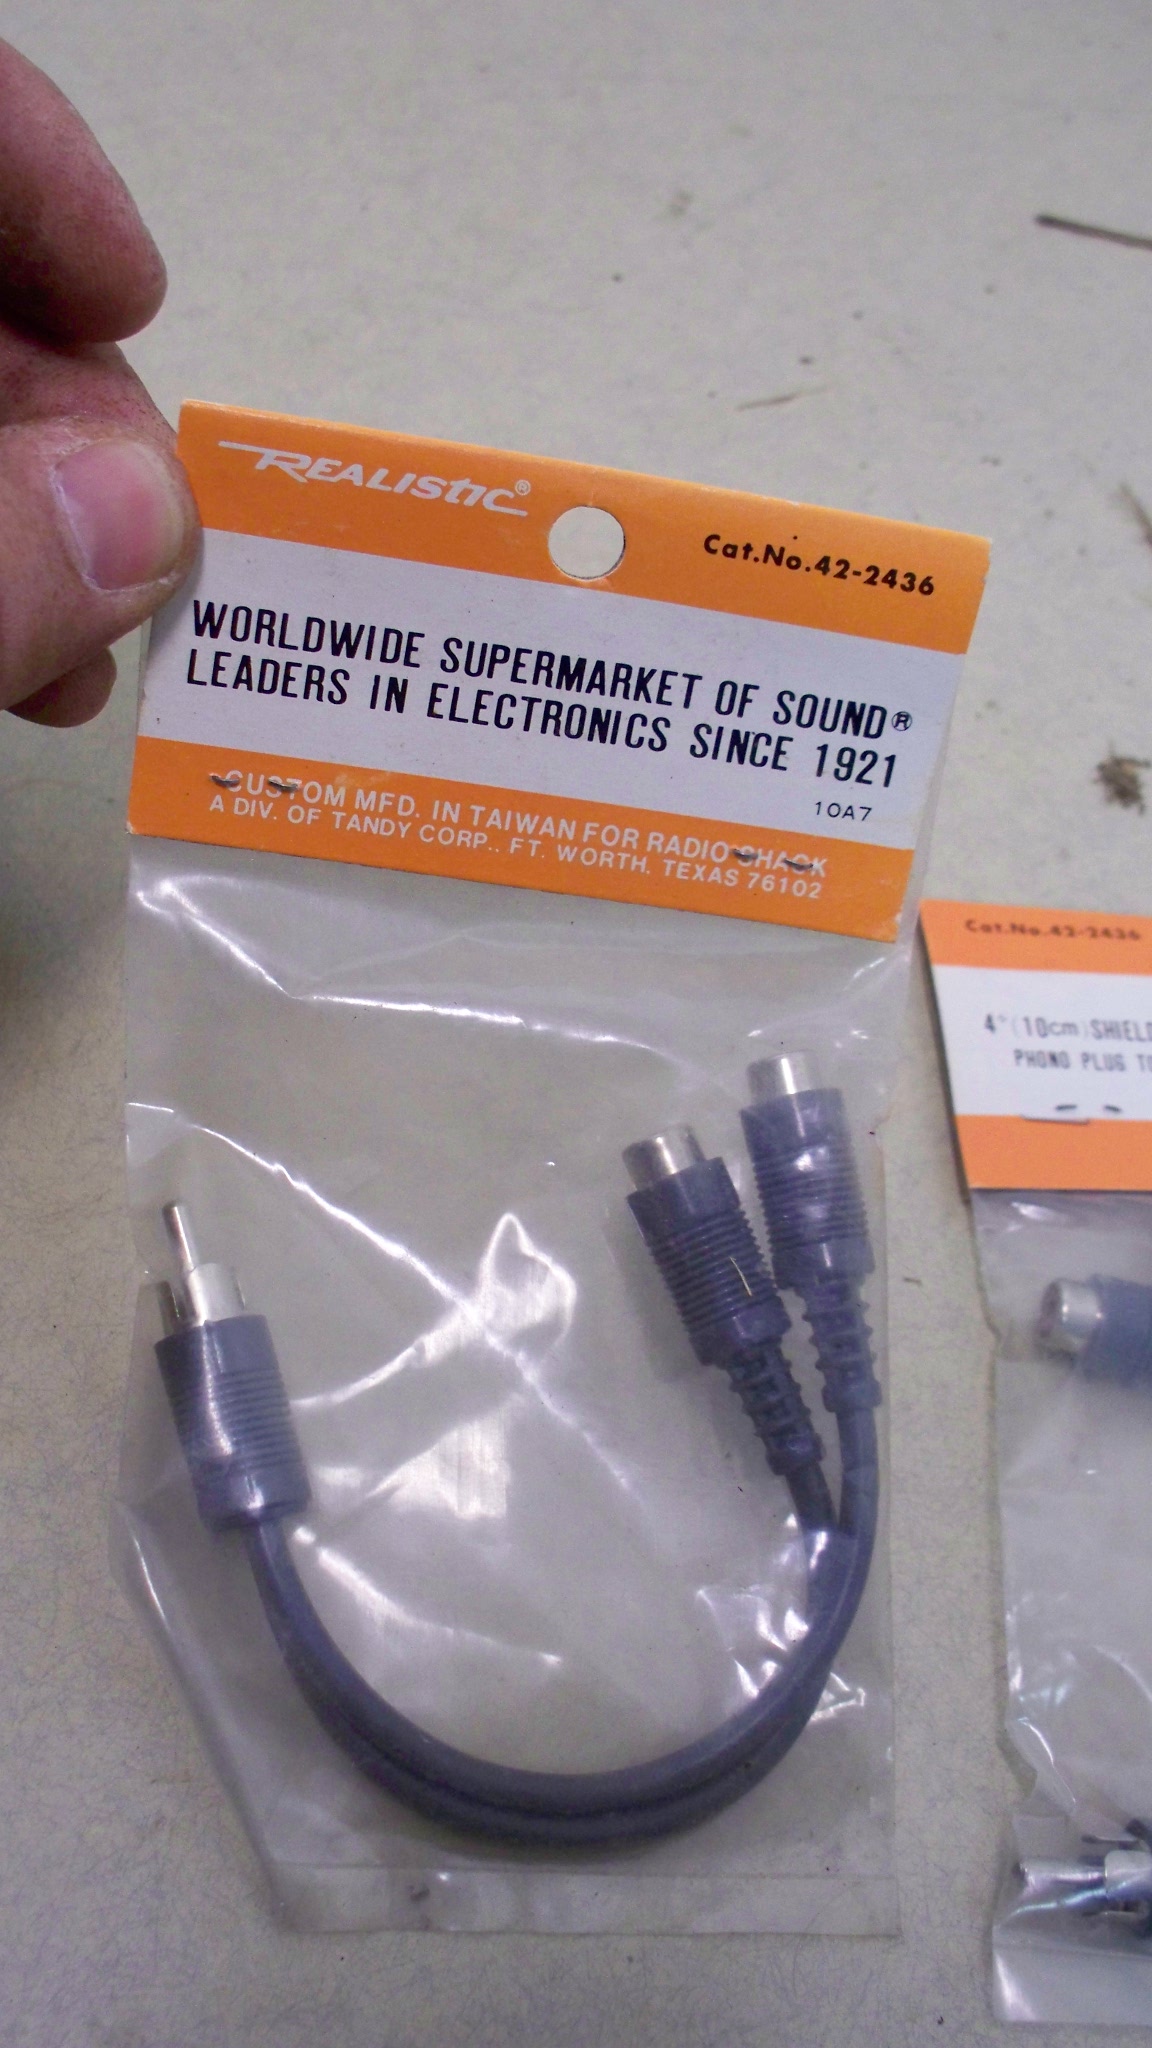 REALISTIC®
Cat.No.42-2436
WORLDWIDE SUPERMARKET OF SOUND®
LEADERS IN ELECTRONICS SINCE 1921
10A7
CUSTOM MFD. IN TAIWAN FOR RADIO SHACK
A DIV. OF TANDY CORP., FT. WORTH, TEXAS 76102
Cat.No.42-2436
4"(10cm)SHIELD
PHONO PLUG TO